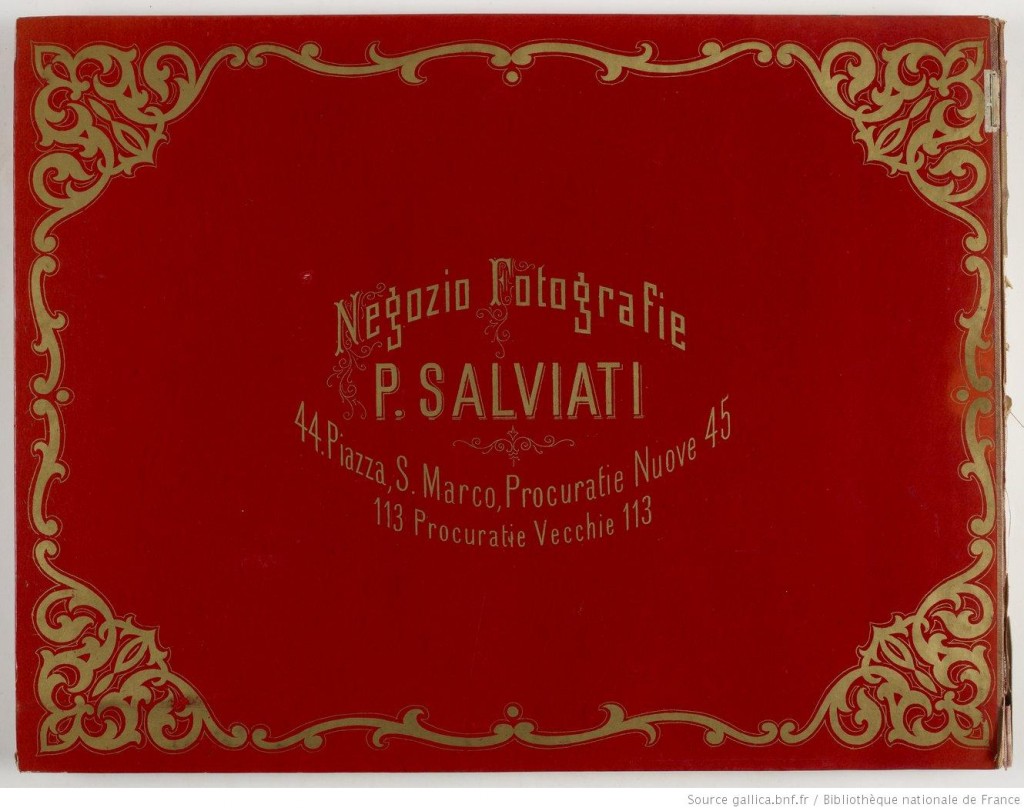 Negozio Fotografie
P. SALVIATI
44. Piazza, S. Marco, Procuratie Nuove 45
113 Procuratie Vecchie 113
Source gallica.bnf.fr / Bibliothèque nationale de France